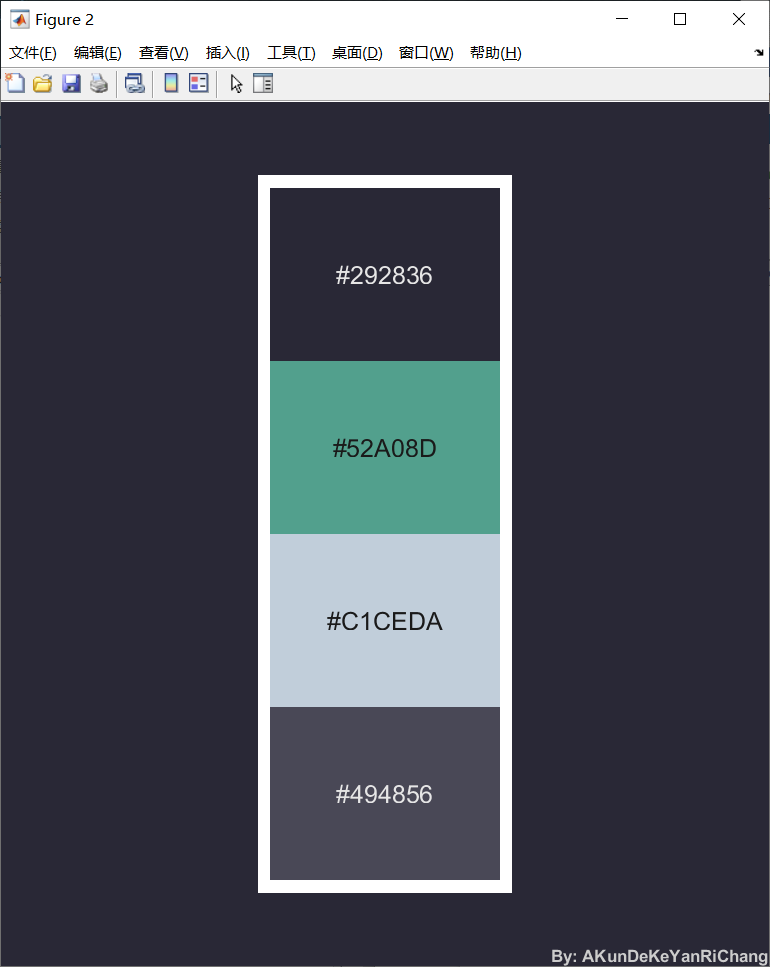 Figure 2
文件(F) 编辑(E) 查看(V) 插入(I) 工具(T) 桌面(D) 窗口(W) 帮助(H)
#292836
#52A08D
#C1CEDA
#494856
By: AKunDeKeYanRiChang